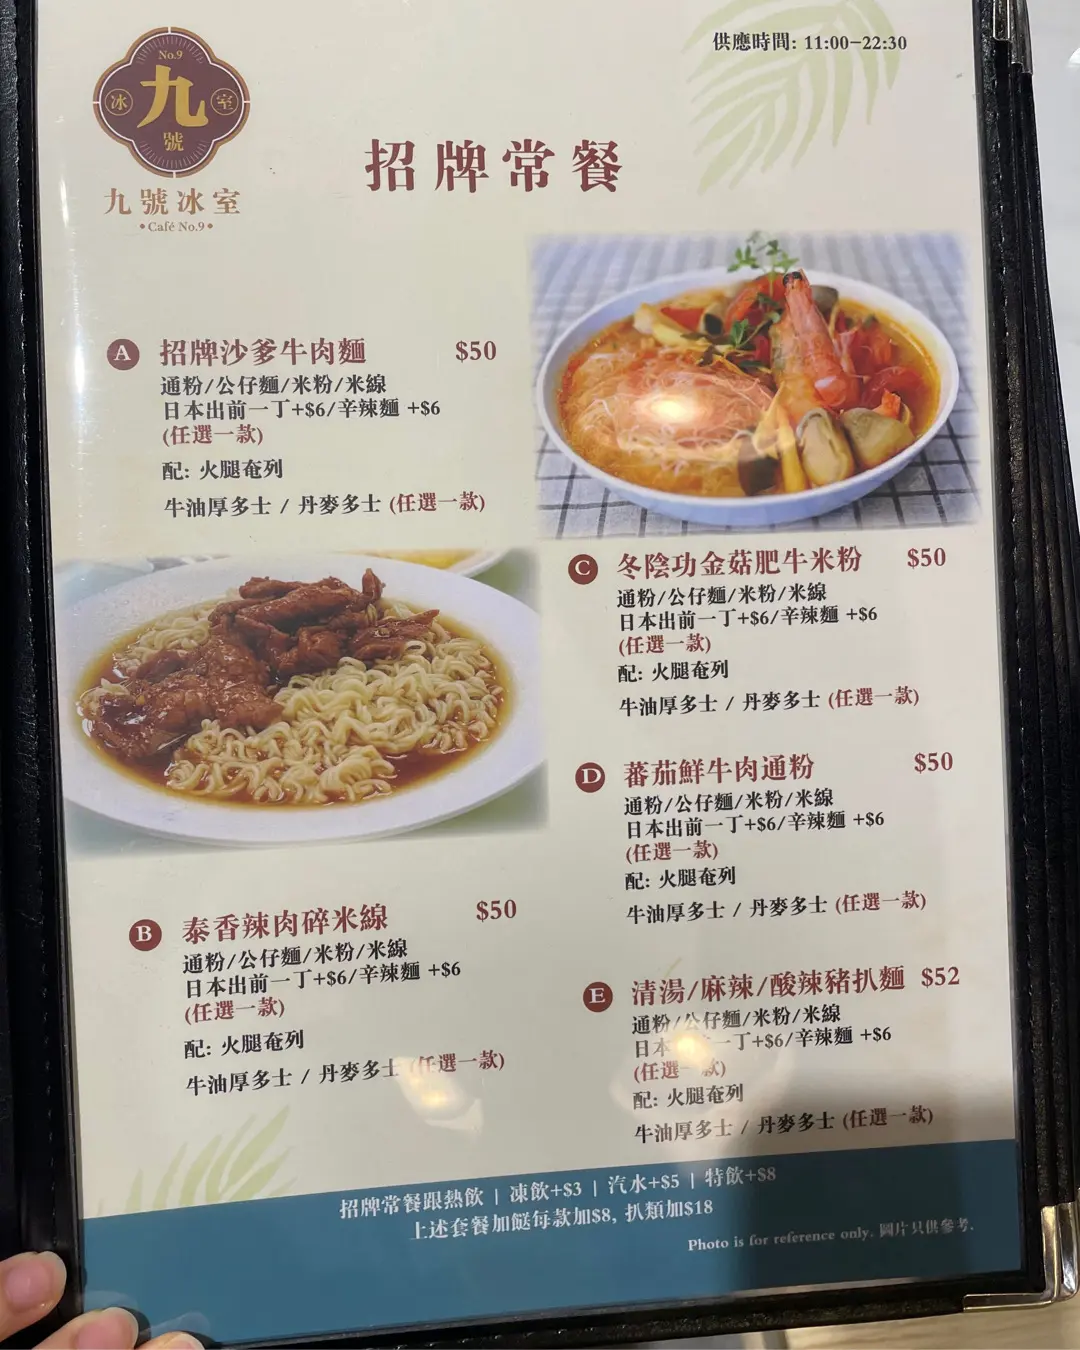 供應時間: 11:00-22:30
No.9
冰 九 室
號
九號冰室
•Café No.9•
招牌常餐
A 招牌沙爹牛肉麵 $50
通粉/公仔麵/米粉/米線
日本出前一丁+$6/辛辣麵 +$6
(任選一款)
配: 火腿奄列
牛油厚多士 / 丹麥多士 (任選一款)
B 泰香辣肉碎米線 $50
通粉/公仔麵/米粉/米線
日本出前一丁+$6/辛辣麵 +$6
(任選一款)
配: 火腿奄列
牛油厚多士 / 丹麥多士 (任選一款)
C 冬陰功金菇肥牛米粉 $50
通粉/公仔麵/米粉/米線
日本出前一丁+$6/辛辣麵 +$6
(任選一款)
配: 火腿奄列
牛油厚多士 / 丹麥多士 (任選一款)
D 蕃茄鮮牛肉通粉 $50
通粉/公仔麵/米粉/米線
日本出前一丁+$6/辛辣麵 +$6
(任選一款)
配: 火腿奄列
牛油厚多士 / 丹麥多士 (任選一款)
E 清湯/麻辣/酸辣豬扒麵 $52
通粉/公仔麵/米粉/米線
日本出前一丁+$6/辛辣麵 +$6
(任選一款)
配: 火腿奄列
牛油厚多士 / 丹麥多士 (任選一款)
招牌常餐跟熱飲 | 凍飲+$3 | 汽水+$5 | 特飲+$8
上述套餐加餸每款加$8, 扒類加$18
Photo is for reference only. 圖片只供參考.